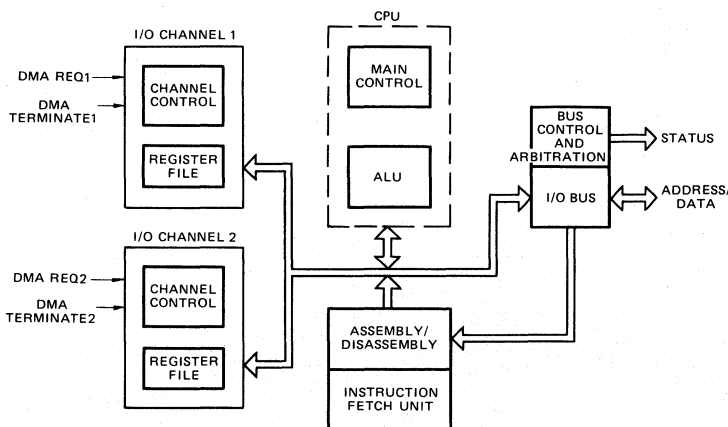 I/O CHANNEL 1
DMA REQ1
DMA
TERMINATE1
CHANNEL
CONTROL
REGISTER
FILE
I/O CHANNEL 2
DMA REQ2
DMA
TERMINATE2
CHANNEL
CONTROL
REGISTER
FILE
CPU
MAIN
CONTROL
ALU
ASSEMBLY/
DISASSEMBLY
INSTRUCTION
FETCH UNIT
BUS
CONTROL
AND
ARBITRATION
I/O BUS
STATUS
ADDRESS/
DATA